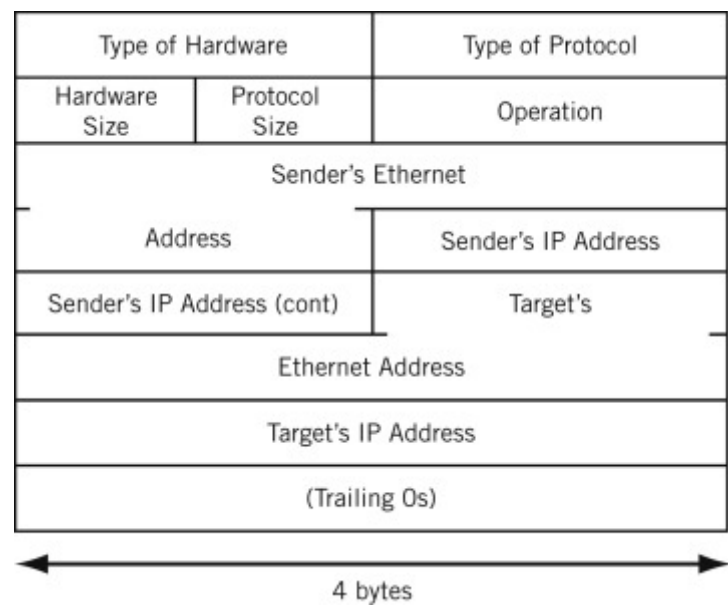 Type of Hardware
Type of Protocol
Hardware
Size
Protocol
Size
Operation
Sender's Ethernet
Address
Sender's IP Address
Sender's IP Address (cont)
Target's
Ethernet Address
Target's IP Address
(Trailing 0s)
4 bytes